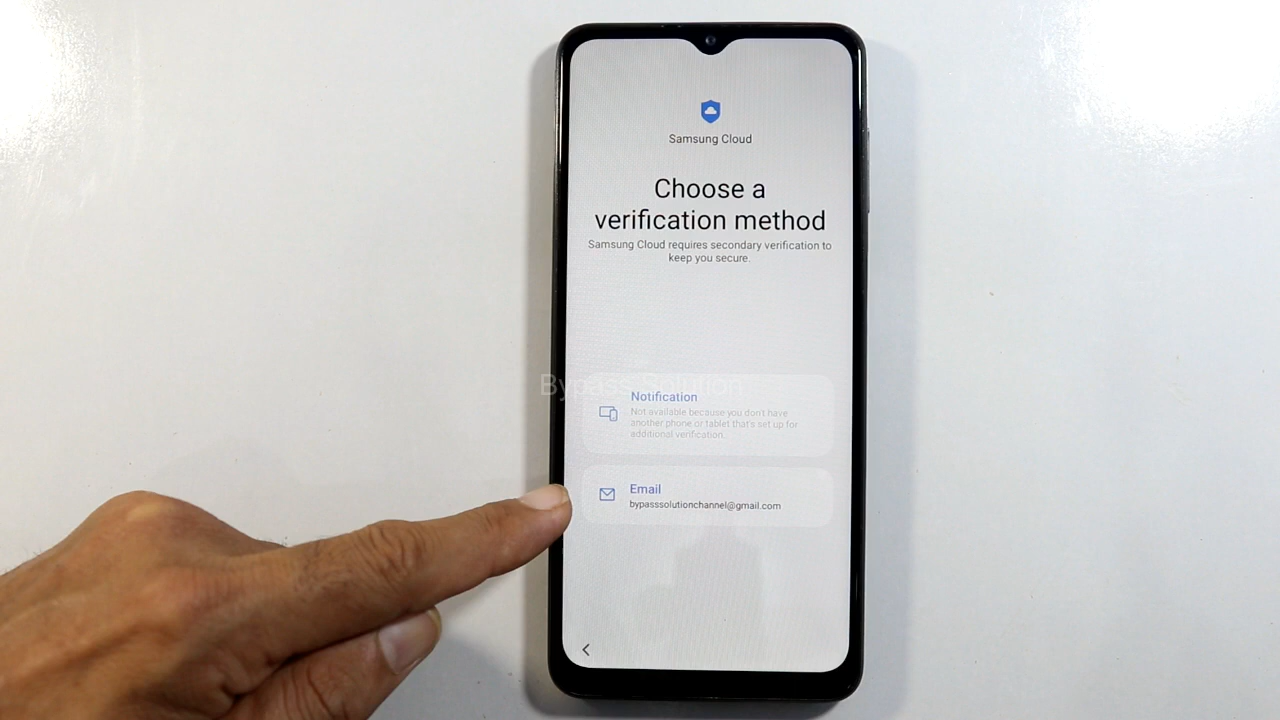 Samsung Cloud
Choose a
verification method
Samsung Cloud requires secondary verification to
keep you secure.
Bypass Solution
Notification
Not available because you don't have
another phone or tablet that's set up for
additional verification.
Email
bypasssolutionchannel@gmail.com